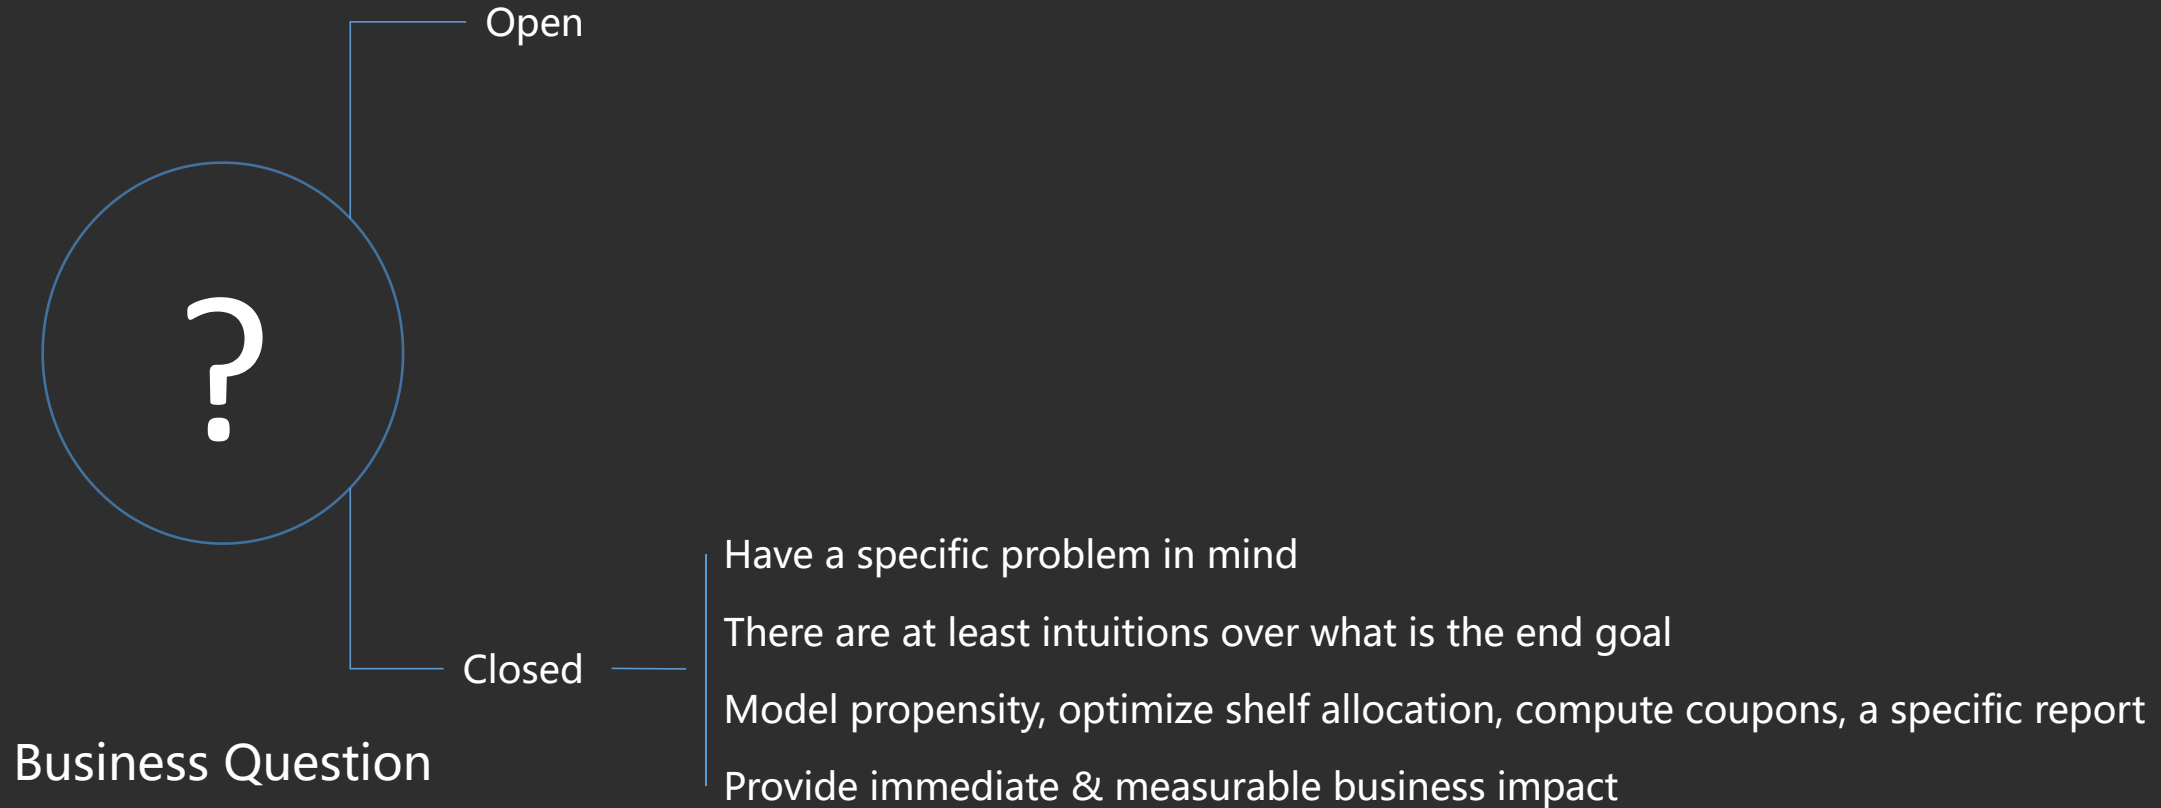 Open
?
Have a specific problem in mind
There are at least intuitions over what is the end goal
Closed
Model propensity, optimize shelf allocation, compute coupons, a specific report
Provide immediate & measurable business impact
Business Question